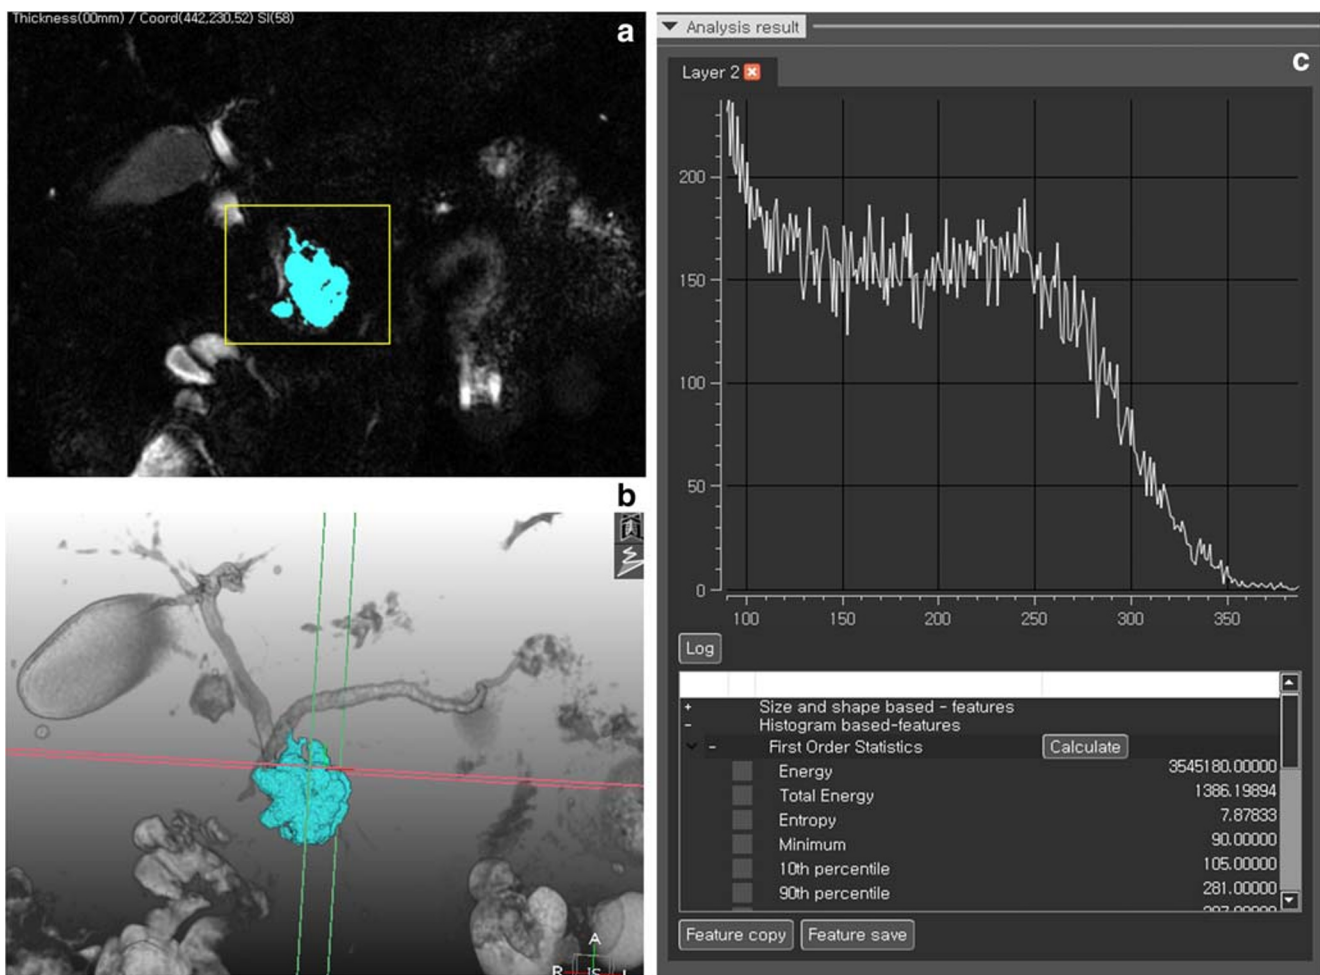 Thickness(00mm) / Coord(442,230,52) SI(58)
a
b
A
R
Analysis result
c
Layer 2
200
150
100
50
0
100 150 200 250 300 350
Log
+ Size and shape based - features
- Histogram based-features
- First Order Statistics Calculate
Energy 3545180.00000
Total Energy 1386.19894
Entropy 7.87833
Minimum 90.00000
10th percentile 105.00000
90th percentile 281.00000
Feature copy Feature save